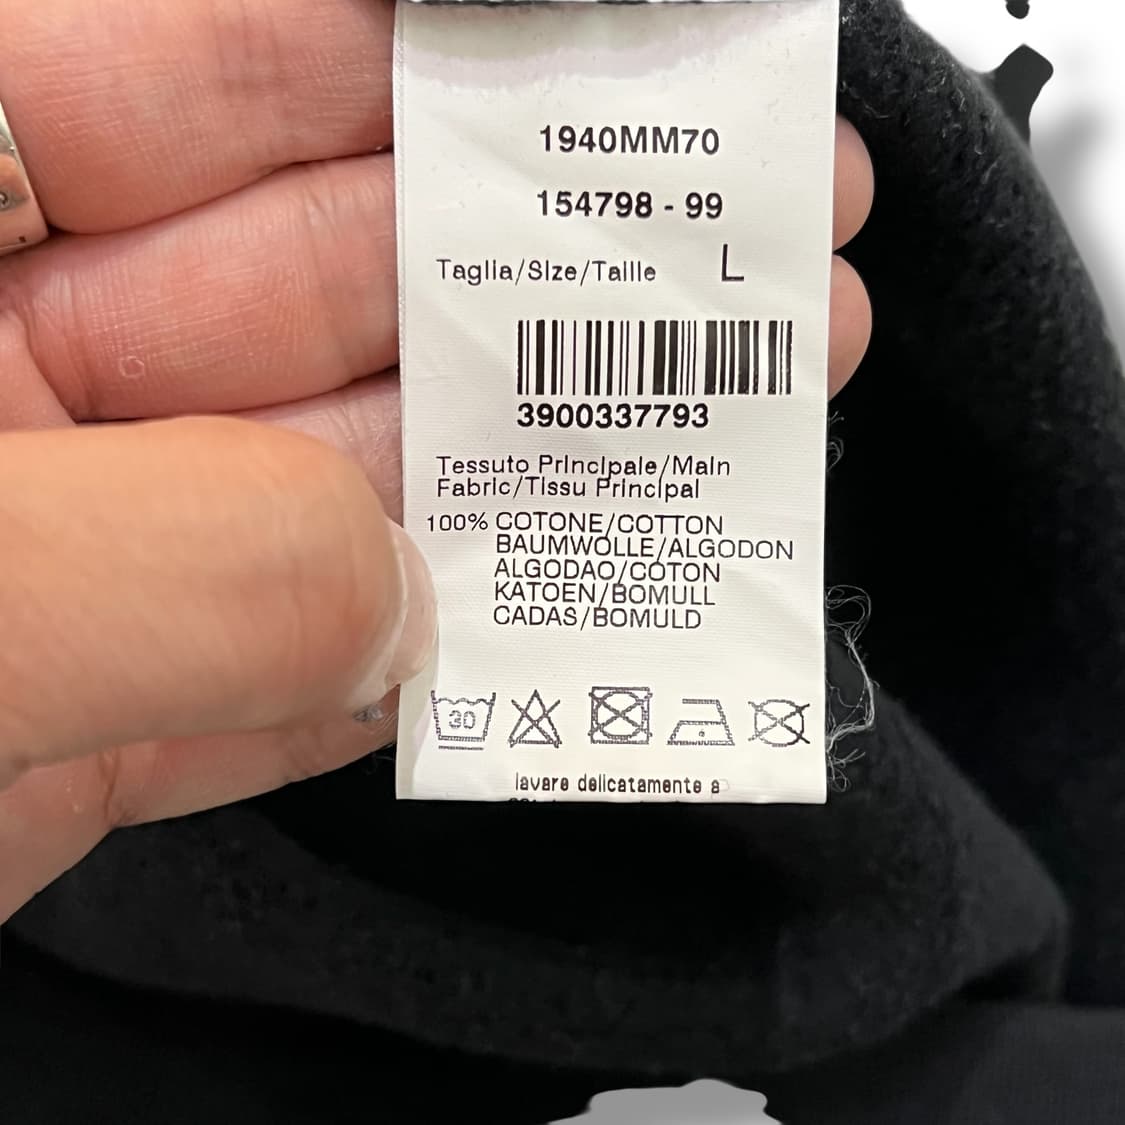 1940MM70
154798 - 99
Taglia/Size/Taille L
3900337793
Tessuto Principale/Main
Fabric/Tissu Principal
100% COTONE/COTTON
BAUMWOLLE/ALGODON
ALGODAO/COTON
KATOEN/BOMULL
CADAS/BOMULD
30
lavare delicatamente a